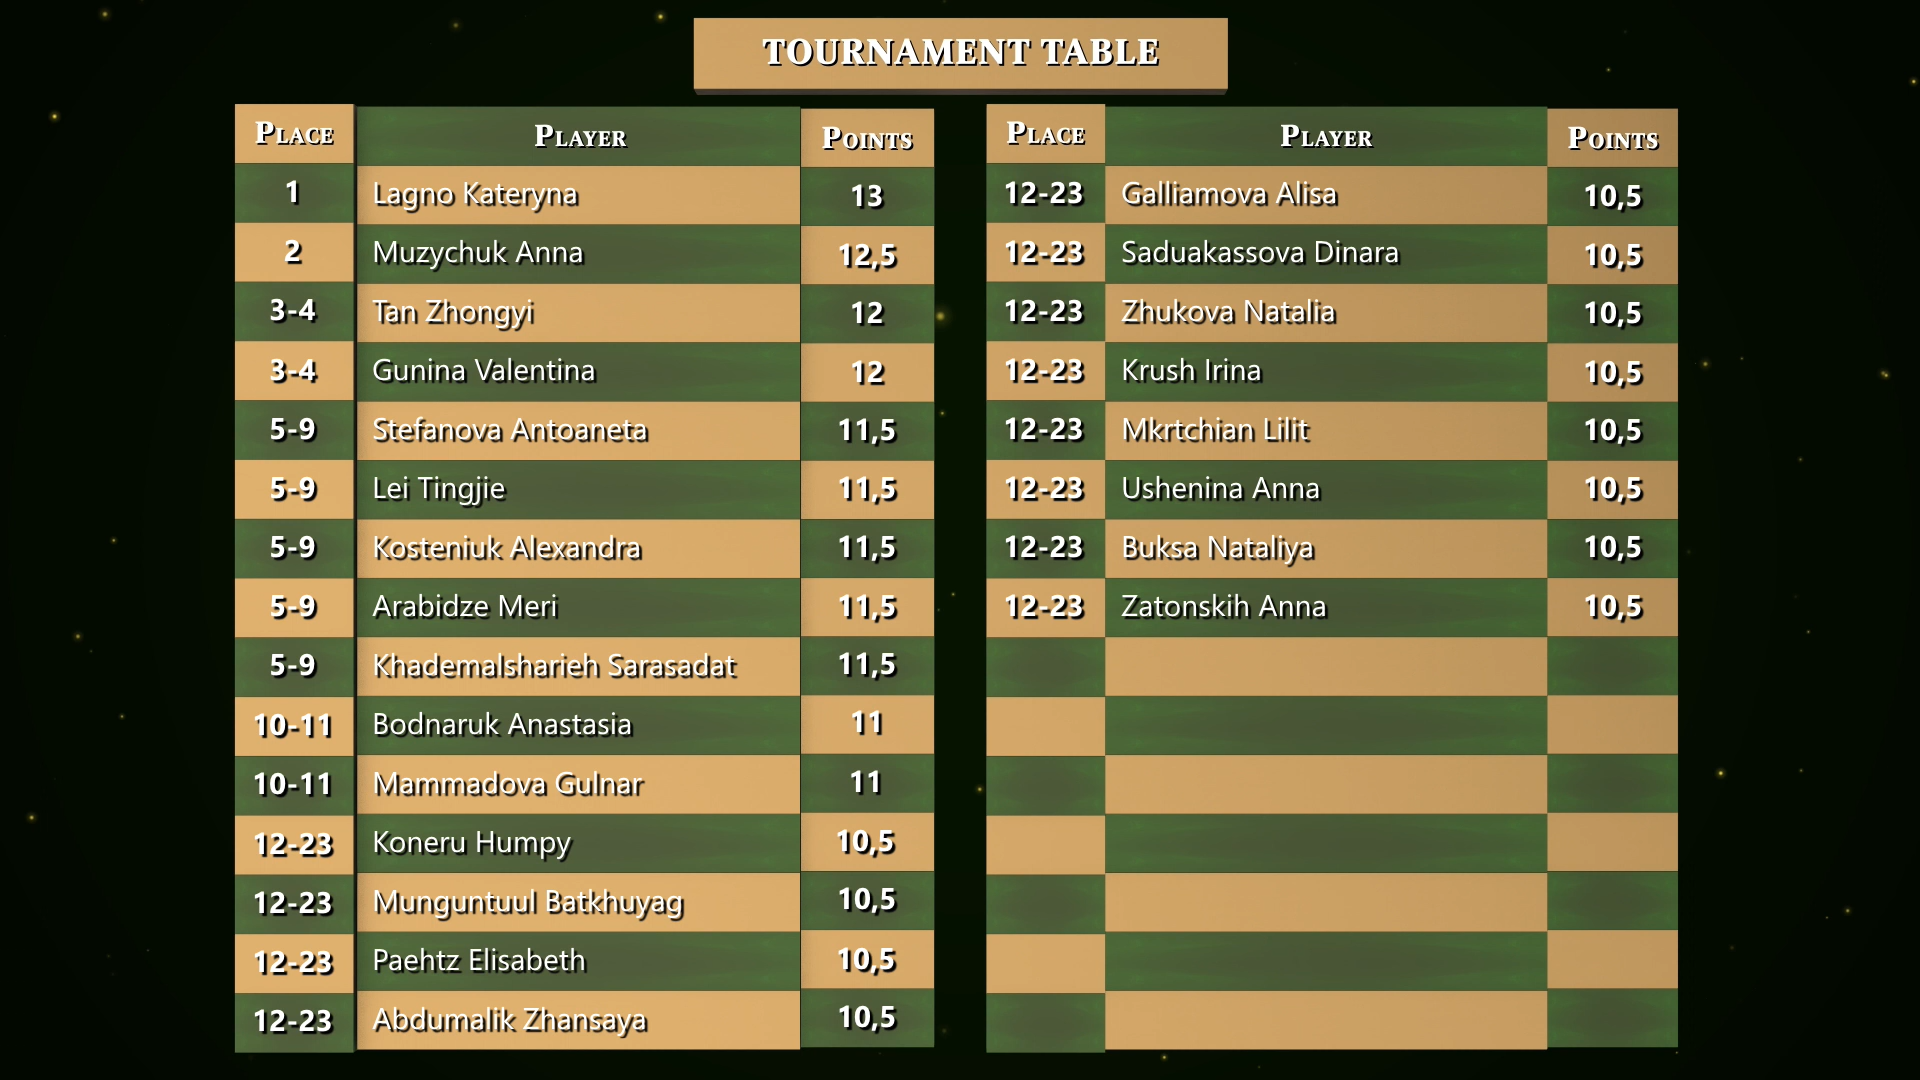 TOURNAMENT TABLE
PLACE PLAYER POINTS
1 Lagno Kateryna 13
2 Muzychuk Anna 12,5
3-4 Tan Zhongyi 12
3-4 Gunina Valentina 12
5-9 Stefanova Antoaneta 11,5
5-9 Lei Tingjie 11,5
5-9 Kosteniuk Alexandra 11,5
5-9 Arabidze Meri 11,5
5-9 Khademalsharieh Sarasadat 11,5
10-11 Bodnaruk Anastasia 11
10-11 Mammadova Gulnar 11
12-23 Koneru Humpy 10,5
12-23 Munguntuul Batkhuyag 10,5
12-23 Paehtz Elisabeth 10,5
12-23 Abdumalik Zhansaya 10,5
PLACE PLAYER POINTS
12-23 Galliamova Alisa 10,5
12-23 Saduakassova Dinara 10,5
12-23 Zhukova Natalia 10,5
12-23 Krush Irina 10,5
12-23 Mkrtchian Lilit 10,5
12-23 Ushenina Anna 10,5
12-23 Buksa Nataliya 10,5
12-23 Zatonskih Anna 10,5